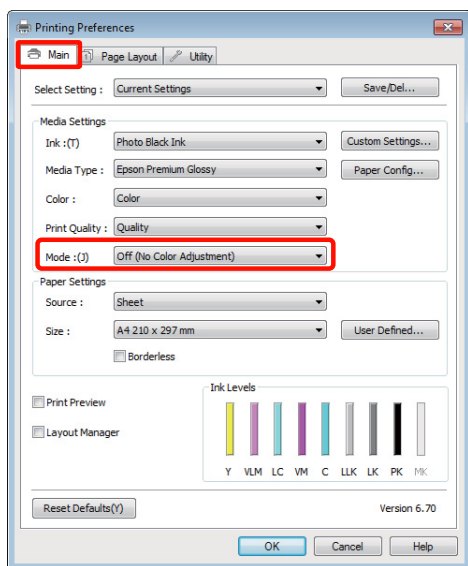 Printing Preferences
Main Page Layout Utility
Select Setting : Current Settings Save/Del...
Media Settings
Ink :(T) Photo Black Ink Custom Settings...
Media Type : Epson Premium Glossy Paper Config...
Color : Color
Print Quality : Quality
Mode :(J) Off (No Color Adjustment)
Paper Settings
Source : Sheet
Size : A4 210 x 297 mm User Defined...
Borderless
Ink Levels
Print Preview
Layout Manager
Y VLM LC VM C LLK LK PK MK
Reset Defaults(Y) Version 6.70
OK Cancel Help